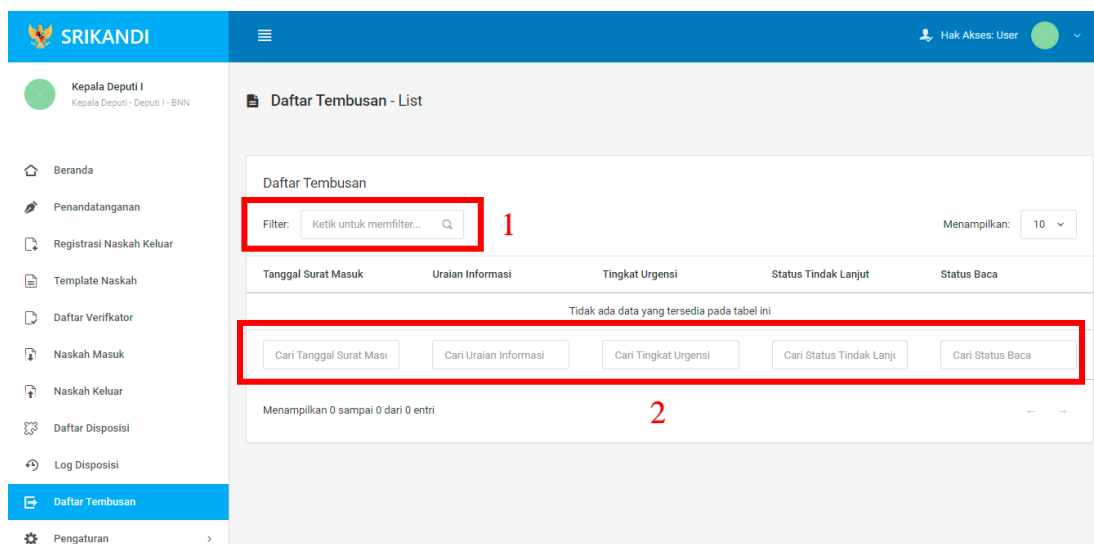 SRIKANDI
Hak Akses: User
Kepala Deputi I
Kepala Deputi - Deputi I - BNN
Daftar Tembusan - List
Beranda
Penandatanganan
Registrasi Naskah Keluar
Template Naskah
Daftar Verifkator
Naskah Masuk
Naskah Keluar
Daftar Disposisi
Log Disposisi
Daftar Tembusan
Pengaturan
Daftar Tembusan
Filter: Ketik untuk memfilter... 1 Menampilkan: 10
Tanggal Surat Masuk Uraian Informasi Tingkat Urgensi Status Tindak Lanjut Status Baca
Tidak ada data yang tersedia pada tabel ini
Cari Tanggal Surat Masu Cari Uraian Informasi Cari Tingkat Urgensi Cari Status Tindak Lanju Cari Status Baca
Menampilkan 0 sampai 0 dari 0 entri 2 ← →